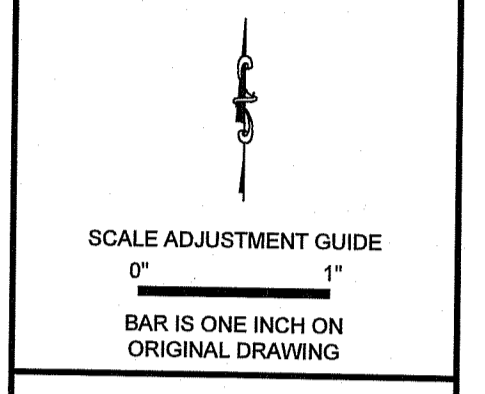 SCALE ADJUSTMENT GUIDE
0" 1"
BAR IS ONE INCH ON
ORIGINAL DRAWING